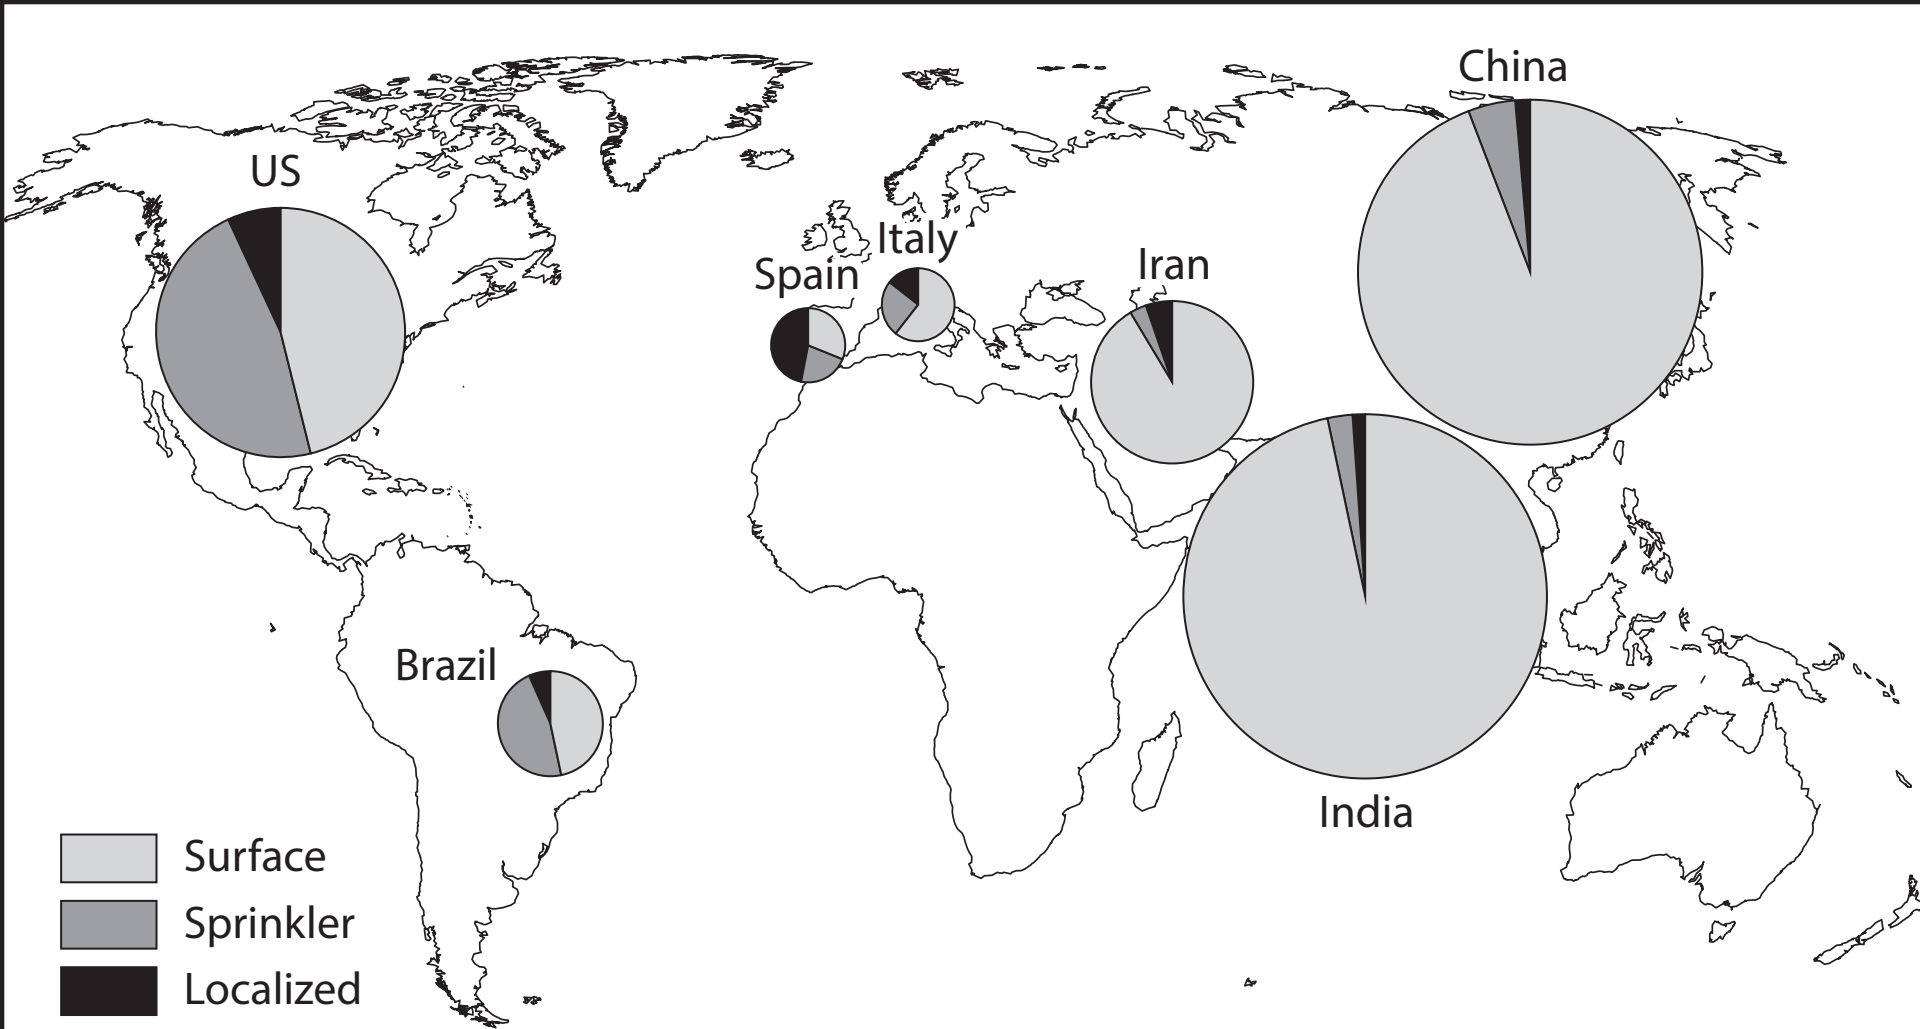 China
US
Italy
Spain
Iran
Brazil
India
Surface
Sprinkler
Localized